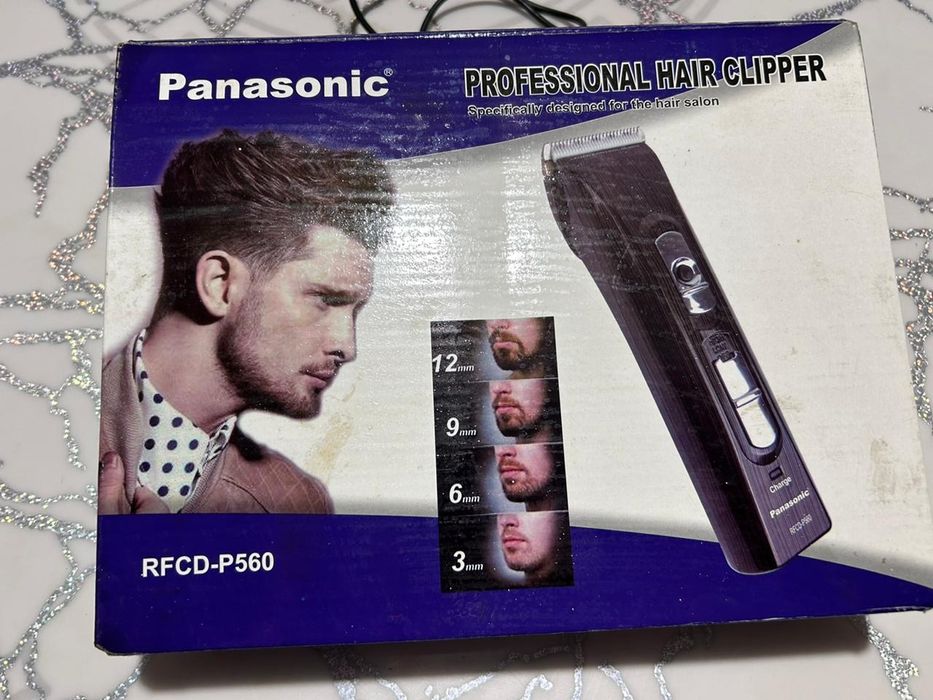 Panasonic®
PROFESSIONAL HAIR CLIPPER
Specifically designed for the hair salon
12mm
9mm
6mm
3mm
Charge
Panasonic
RFCD-P560
RFCD-P560